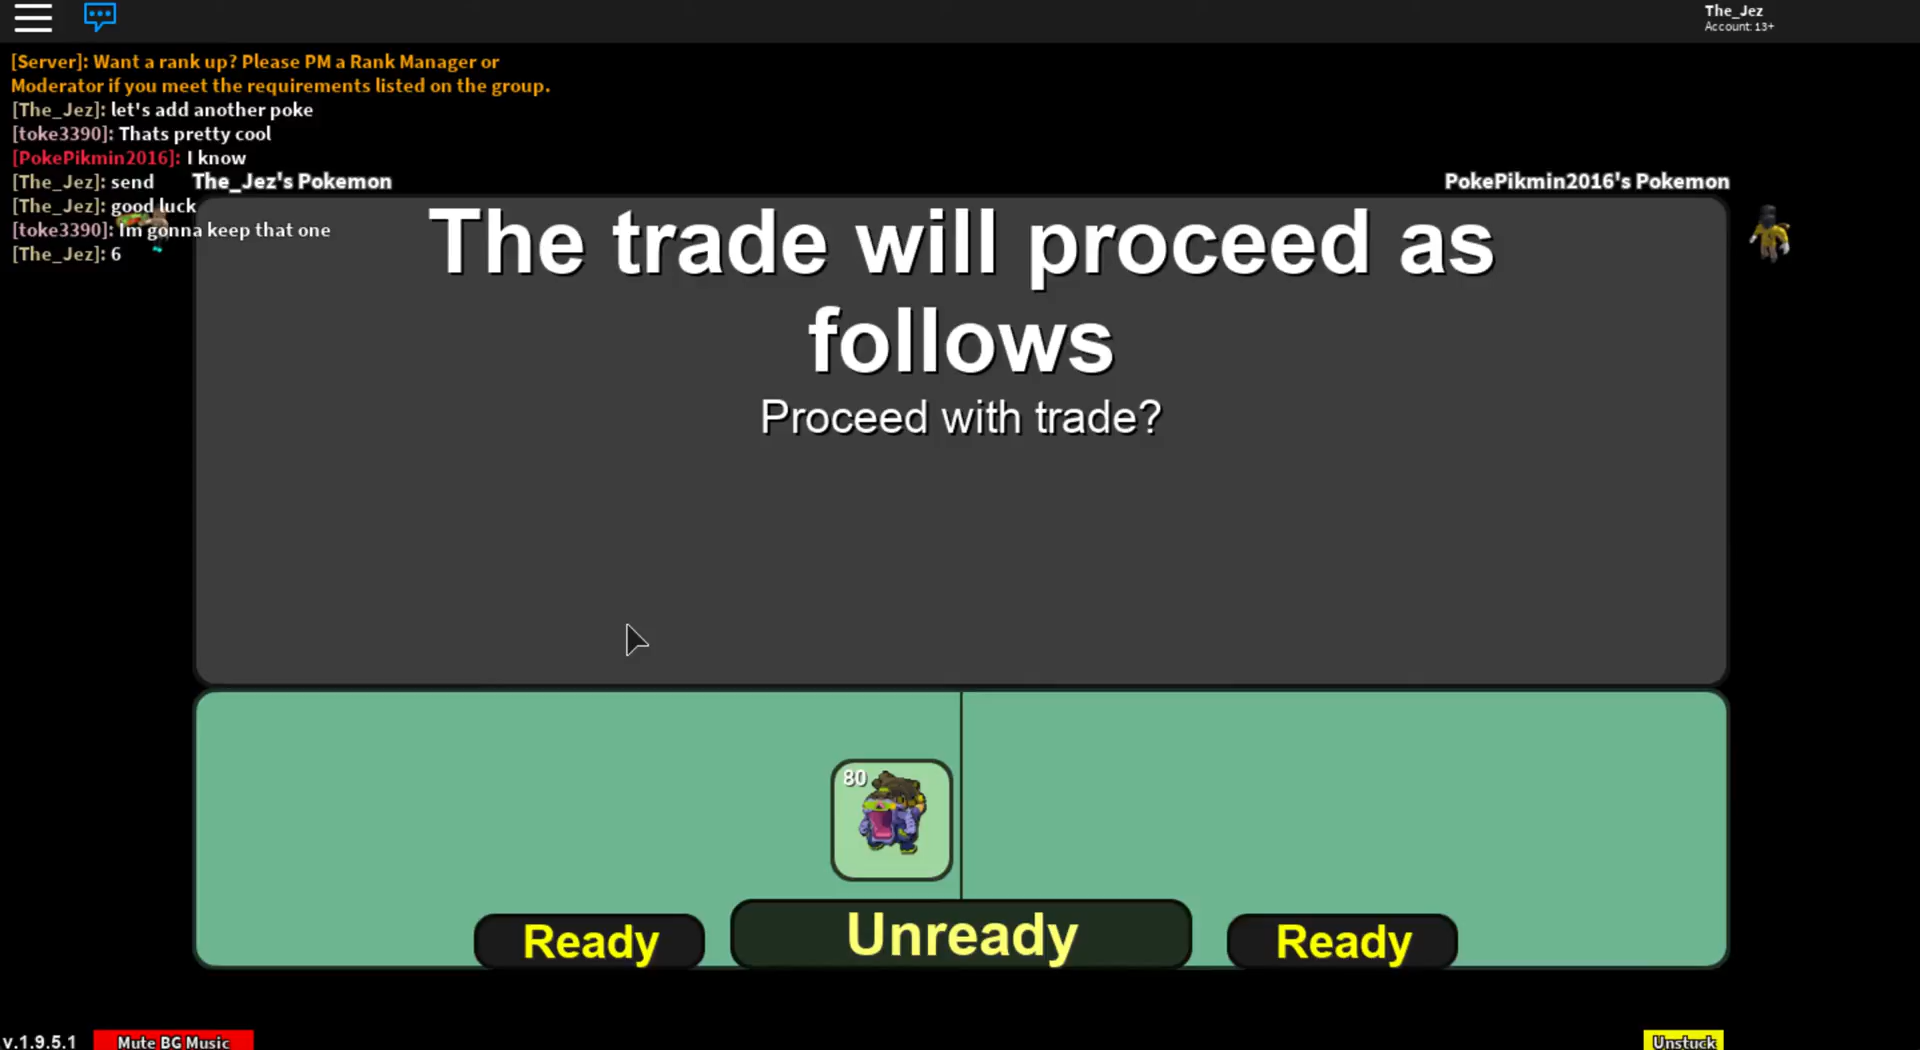 The_Jez
Account: 13+
[Server]: Want a rank up? Please PM a Rank Manager or
Moderator if you meet the requirements listed on the group.
[The_Jez]: let's add another poke
[toke3390]: Thats pretty cool
[PokePikmin2016]: I know
[The_Jez]: send
[The_Jez]: good luck
[toke3390]: Im gonna keep that one
[The_Jez]: 6
The_Jez's Pokemon
PokePikmin2016's Pokemon
The trade will proceed as
follows
Proceed with trade?
80
Ready
Unready
Ready
v.1.9.5.1
Mute BG Music
Unstuck